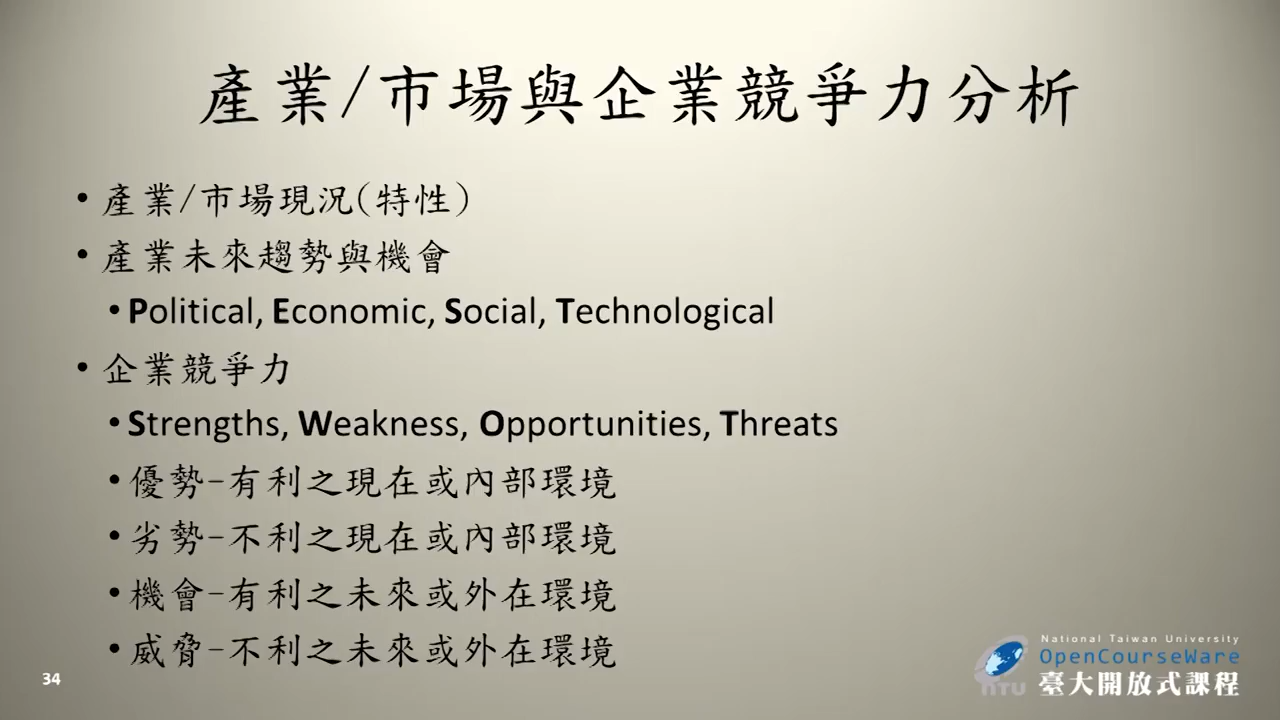 產業/市場與企業競爭力分析
• 產業/市場現況(特性)
• 產業未來趨勢與機會
• Political, Economic, Social, Technological
• 企業競爭力
• Strengths, Weakness, Opportunities, Threats
• 優勢-有利之現在或內部環境
• 劣勢-不利之現在或內部環境
• 機會-有利之未來或外在環境
• 威脅-不利之未來或外在環境
34
National Taiwan University
OpenCourseWare
NTU 臺大開放式課程